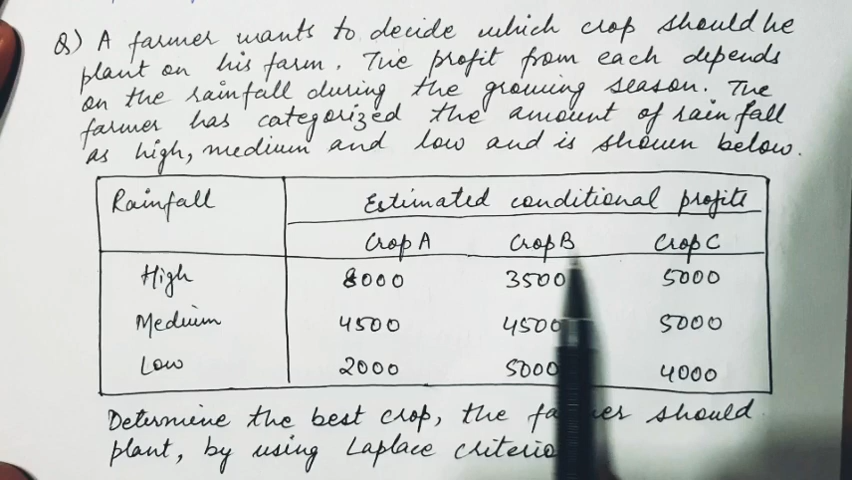 Q) A farmer wants to decide which crop should he
plant on his farm. The profit from each depends
on the rainfall during the growing season. The
farmer has categorized the amount of rain fall
as high, medium and low and is shown below.
Rainfall Estimated conditional profits
Crop A Crop B Crop C
High 8000 3500 5000
Medium 4500 4500 5000
Low 2000 5000 4000
Determine the best crop, the should
plant, by using Laplace